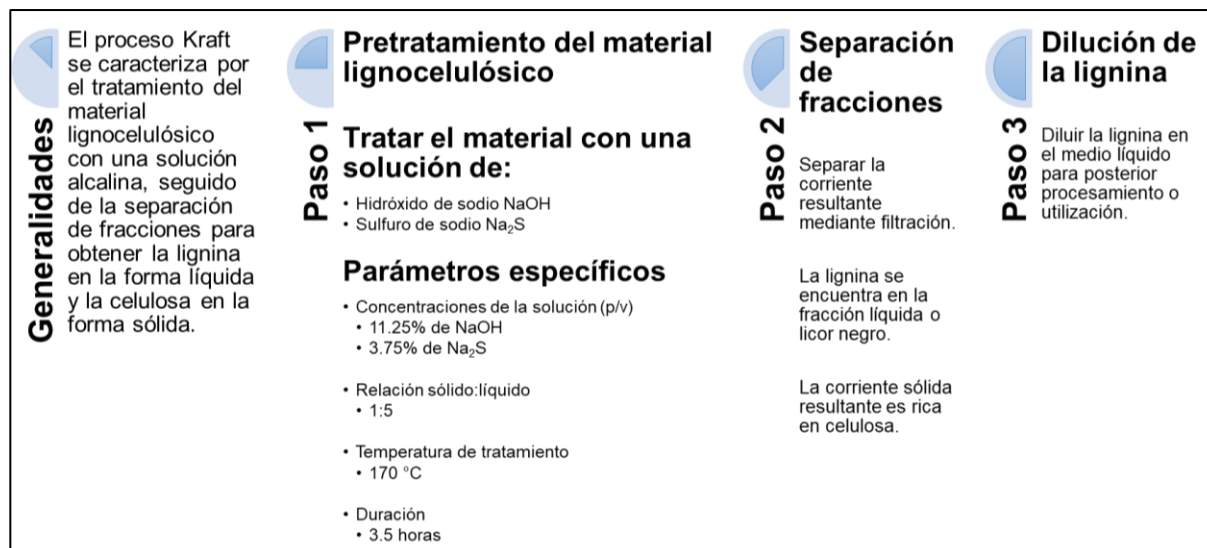 Generalidades
El proceso Kraft
se caracteriza por
el tratamiento del
material
lignocelulósico
con una solución
alcalina, seguido
de la separación
de fracciones para
obtener la lignina
en la forma líquida
y la celulosa en la
forma sólida.
Paso 1
Pretratamiento del material
lignocelulósico
Tratar el material con una
solución de:
• Hidróxido de sodio NaOH
• Sulfuro de sodio Na₂S
Parámetros específicos
• Concentraciones de la solución (p/v)
• 11.25% de NaOH
• 3.75% de Na₂S
• Relación sólido:líquido
• 1:5
• Temperatura de tratamiento
• 170 °C
• Duración
• 3.5 horas
Paso 2
Separación
de
fracciones
Separar la
corriente
resultante
mediante filtración.
La lignina se
encuentra en la
fracción líquida o
licor negro.
La corriente sólida
resultante es rica
en celulosa.
Paso 3
Dilución de
la lignina
Diluir la lignina en
el medio líquido
para posterior
procesamiento o
utilización.